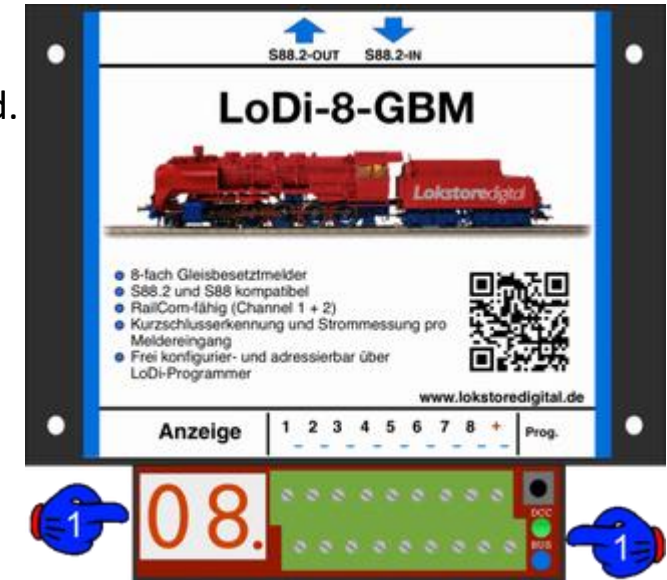 d.
S88.2-OUT S88.2-IN
LoDi-8-GBM
Lokstoredigital
8-fach Gleisbesetztmelder
S88.2 und S88 kompatibel
RailCom-fähig (Channel 1 + 2)
Kurzschlusserkennung und Strommessung pro
Meldereingang
Frei konfigurier- und adressierbar über
LoDi-Programmer
www.lokstoredigital.de
Anzeige 1 2 3 4 5 6 7 8 + Prog.
08.
DCC
BUS
1
1